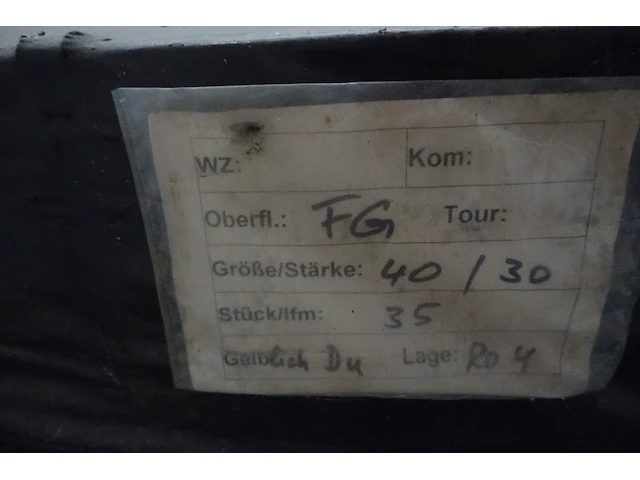 WZ: Kom:
Oberfl.: FG Tour:
Größe/Stärke: 40 / 30
Stück/lfm: 35
Gelblich Du Lage: Ro 4